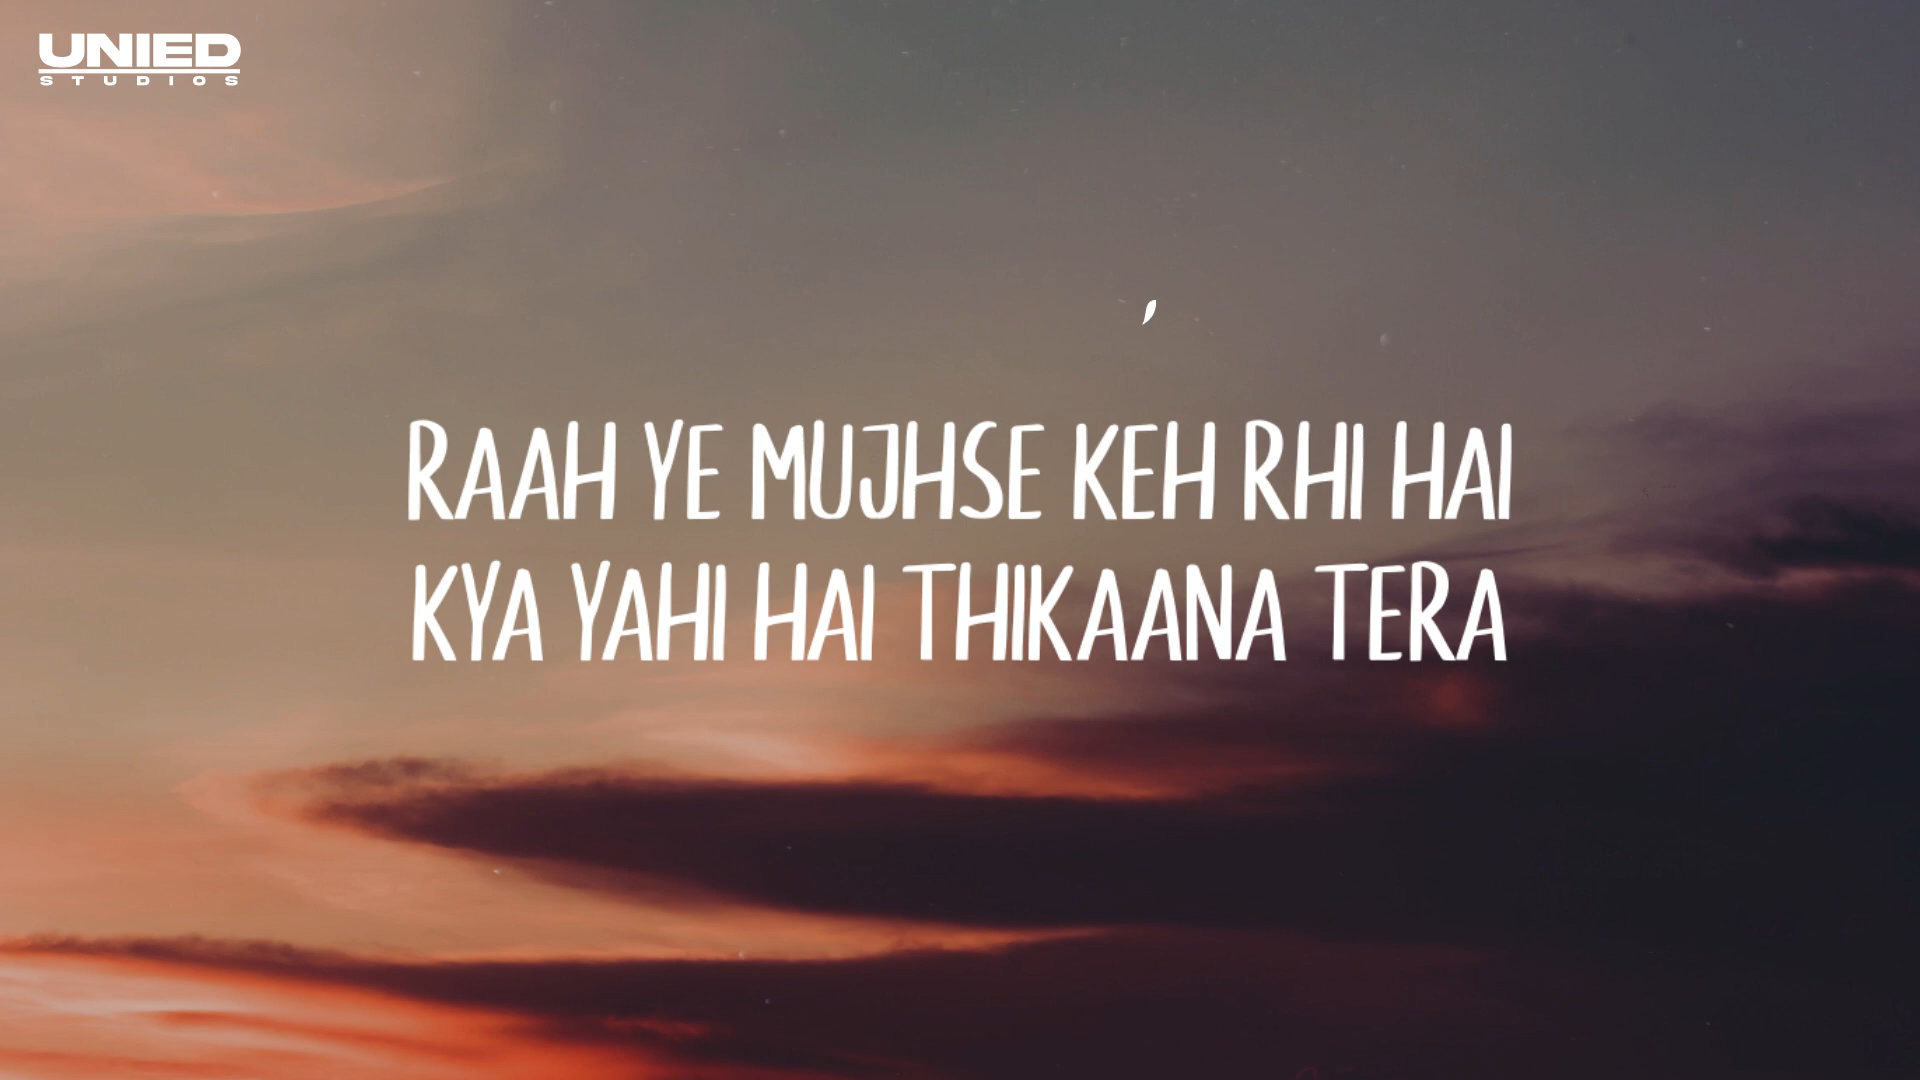 UNIED
STUDIOS
RAAH YE MUJHSE KEH RHI HAI
KYA YAHI HAI THIKAANA TERA